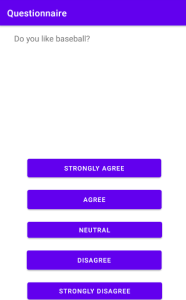 Questionnaire
Do you like baseball?
STRONGLY AGREE
AGREE
NEUTRAL
DISAGREE
STRONGLY DISAGREE